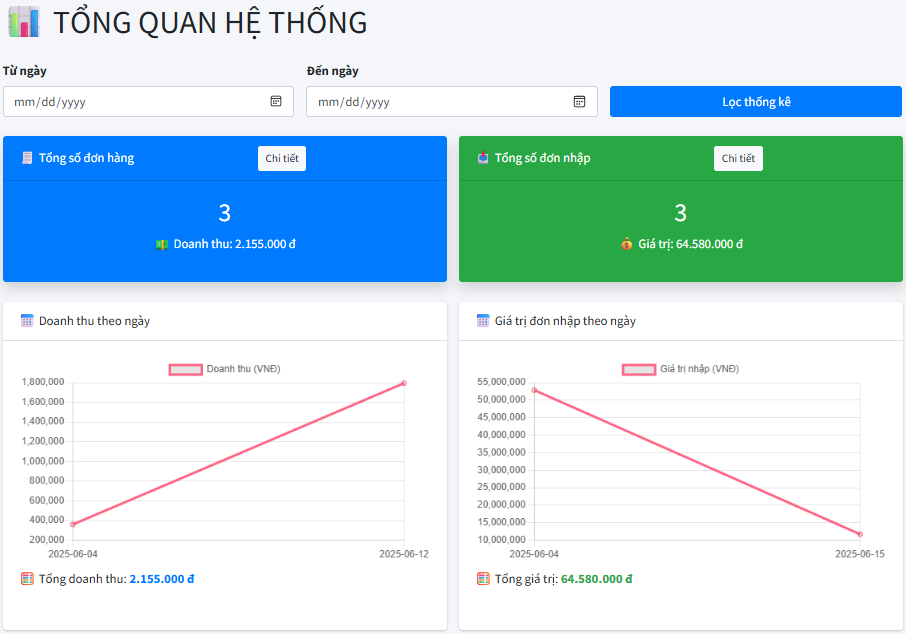 TỔNG QUAN HỆ THỐNG
Từ ngày
Đến ngày
mm/dd/yyyy
mm/dd/yyyy
Lọc thống kê
Tổng số đơn hàng
Chi tiết
3
Doanh thu: 2.155.000 đ
Tổng số đơn nhập
Chi tiết
3
Giá trị: 64.580.000 đ
Doanh thu theo ngày
Doanh thu (VNĐ)
1,800,000
1,600,000
1,400,000
1,200,000
1,000,000
800,000
600,000
400,000
200,000
2025-06-04
2025-06-12
Tổng doanh thu: 2.155.000 đ
Giá trị đơn nhập theo ngày
Giá trị nhập (VNĐ)
55,000,000
50,000,000
45,000,000
40,000,000
35,000,000
30,000,000
25,000,000
20,000,000
15,000,000
10,000,000
2025-06-04
2025-06-15
Tổng giá trị: 64.580.000 đ